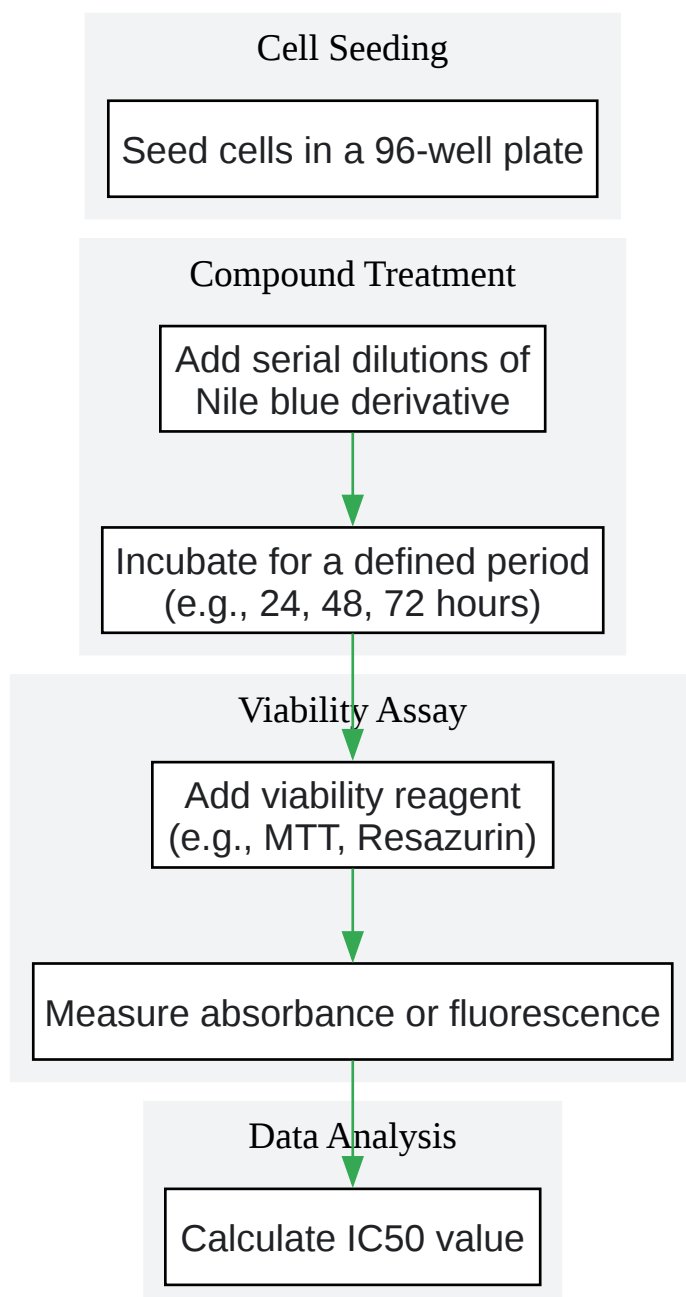 Cell Seeding
Seed cells in a 96-well plate
Compound Treatment
Add serial dilutions of
Nile blue derivative
Incubate for a defined period
(e.g., 24, 48, 72 hours)
Viability Assay
Add viability reagent
(e.g., MTT, Resazurin)
Measure absorbance or fluorescence
Data Analysis
Calculate IC50 value